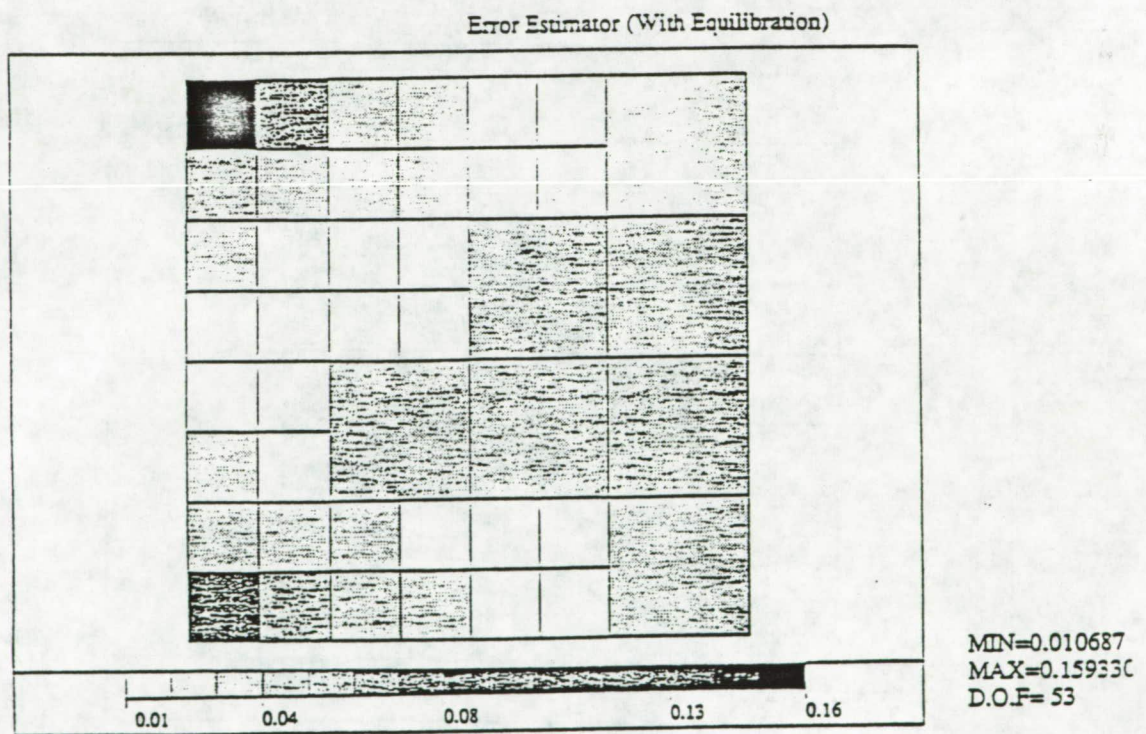 Error Estimator (With Equilibration)
MIN=0.010687
MAX=0.159330
D.O.F= 53
0.01 0.04 0.08 0.13 0.16